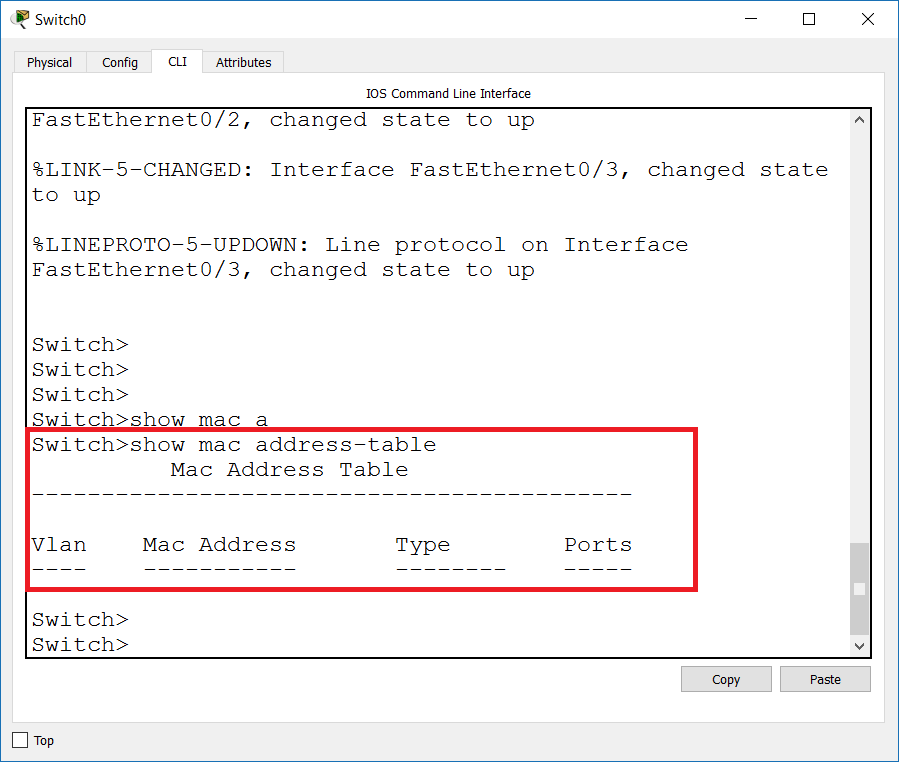 Switch0
Physical Config CLI Attributes
IOS Command Line Interface
FastEthernet0/2, changed state to up
%LINK-5-CHANGED: Interface FastEthernet0/3, changed state
to up
%LINEPROTO-5-UPDOWN: Line protocol on Interface
FastEthernet0/3, changed state to up
Switch>
Switch>
Switch>
Switch>show mac a
Switch>show mac address-table
Mac Address Table
-------------------------------------------
Vlan Mac Address Type Ports
---- ----------- -------- -----
Switch>
Switch>
Copy Paste
Top